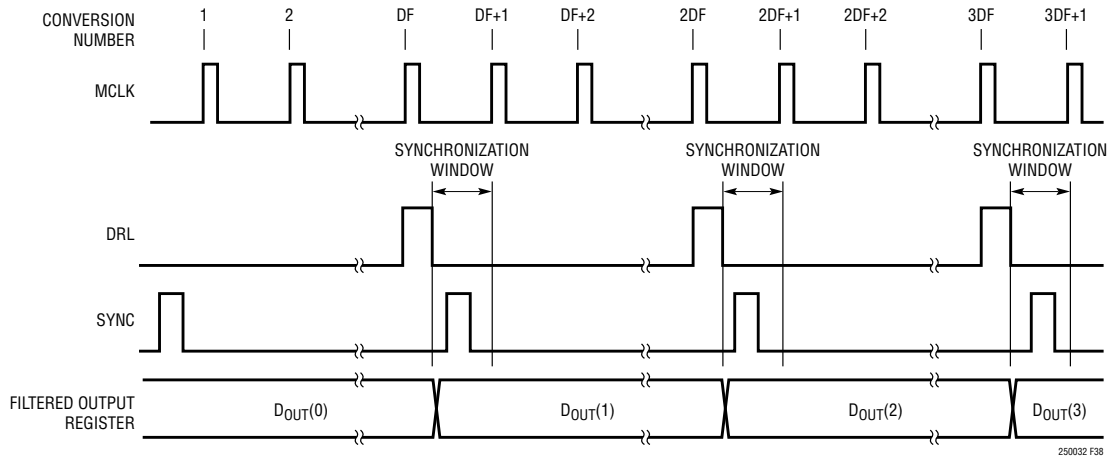 CONVERSION
NUMBER
1 2 DF DF+1 DF+2 2DF 2DF+1 2DF+2 3DF 3DF+1
MCLK
SYNCHRONIZATION
WINDOW
SYNCHRONIZATION
WINDOW
SYNCHRONIZATION
WINDOW
DRL
SYNC
FILTERED OUTPUT
REGISTER
DOUT(0) DOUT(1) DOUT(2) DOUT(3)
250032 F38